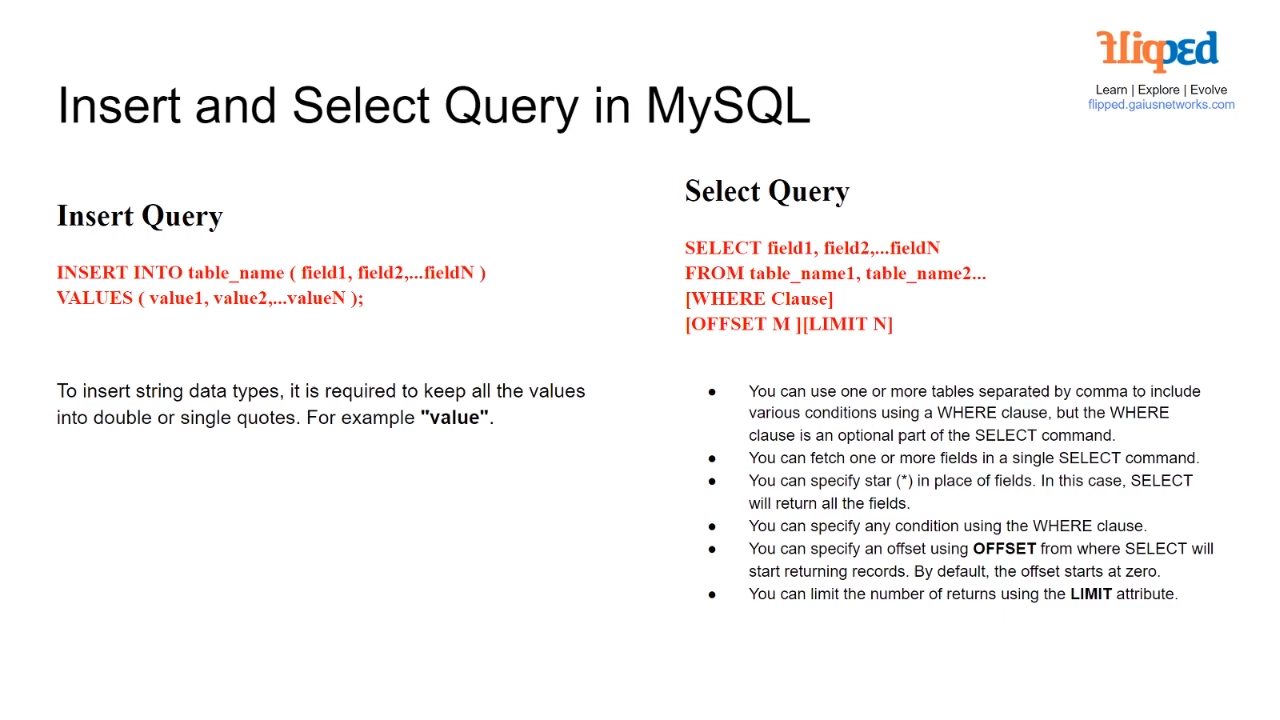 flipped
Learn | Explore | Evolve
flipped.gaiusnetworks.com
Insert and Select Query in MySQL
Insert Query
INSERT INTO table_name ( field1, field2,...fieldN )
VALUES ( value1, value2,...valueN );
To insert string data types, it is required to keep all the values
into double or single quotes. For example "value".
Select Query
SELECT field1, field2,...fieldN
FROM table_name1, table_name2...
[WHERE Clause]
[OFFSET M ][LIMIT N]
● You can use one or more tables separated by comma to include
various conditions using a WHERE clause, but the WHERE
clause is an optional part of the SELECT command.
● You can fetch one or more fields in a single SELECT command.
● You can specify star (*) in place of fields. In this case, SELECT
will return all the fields.
● You can specify any condition using the WHERE clause.
● You can specify an offset using OFFSET from where SELECT will
start returning records. By default, the offset starts at zero.
● You can limit the number of returns using the LIMIT attribute.